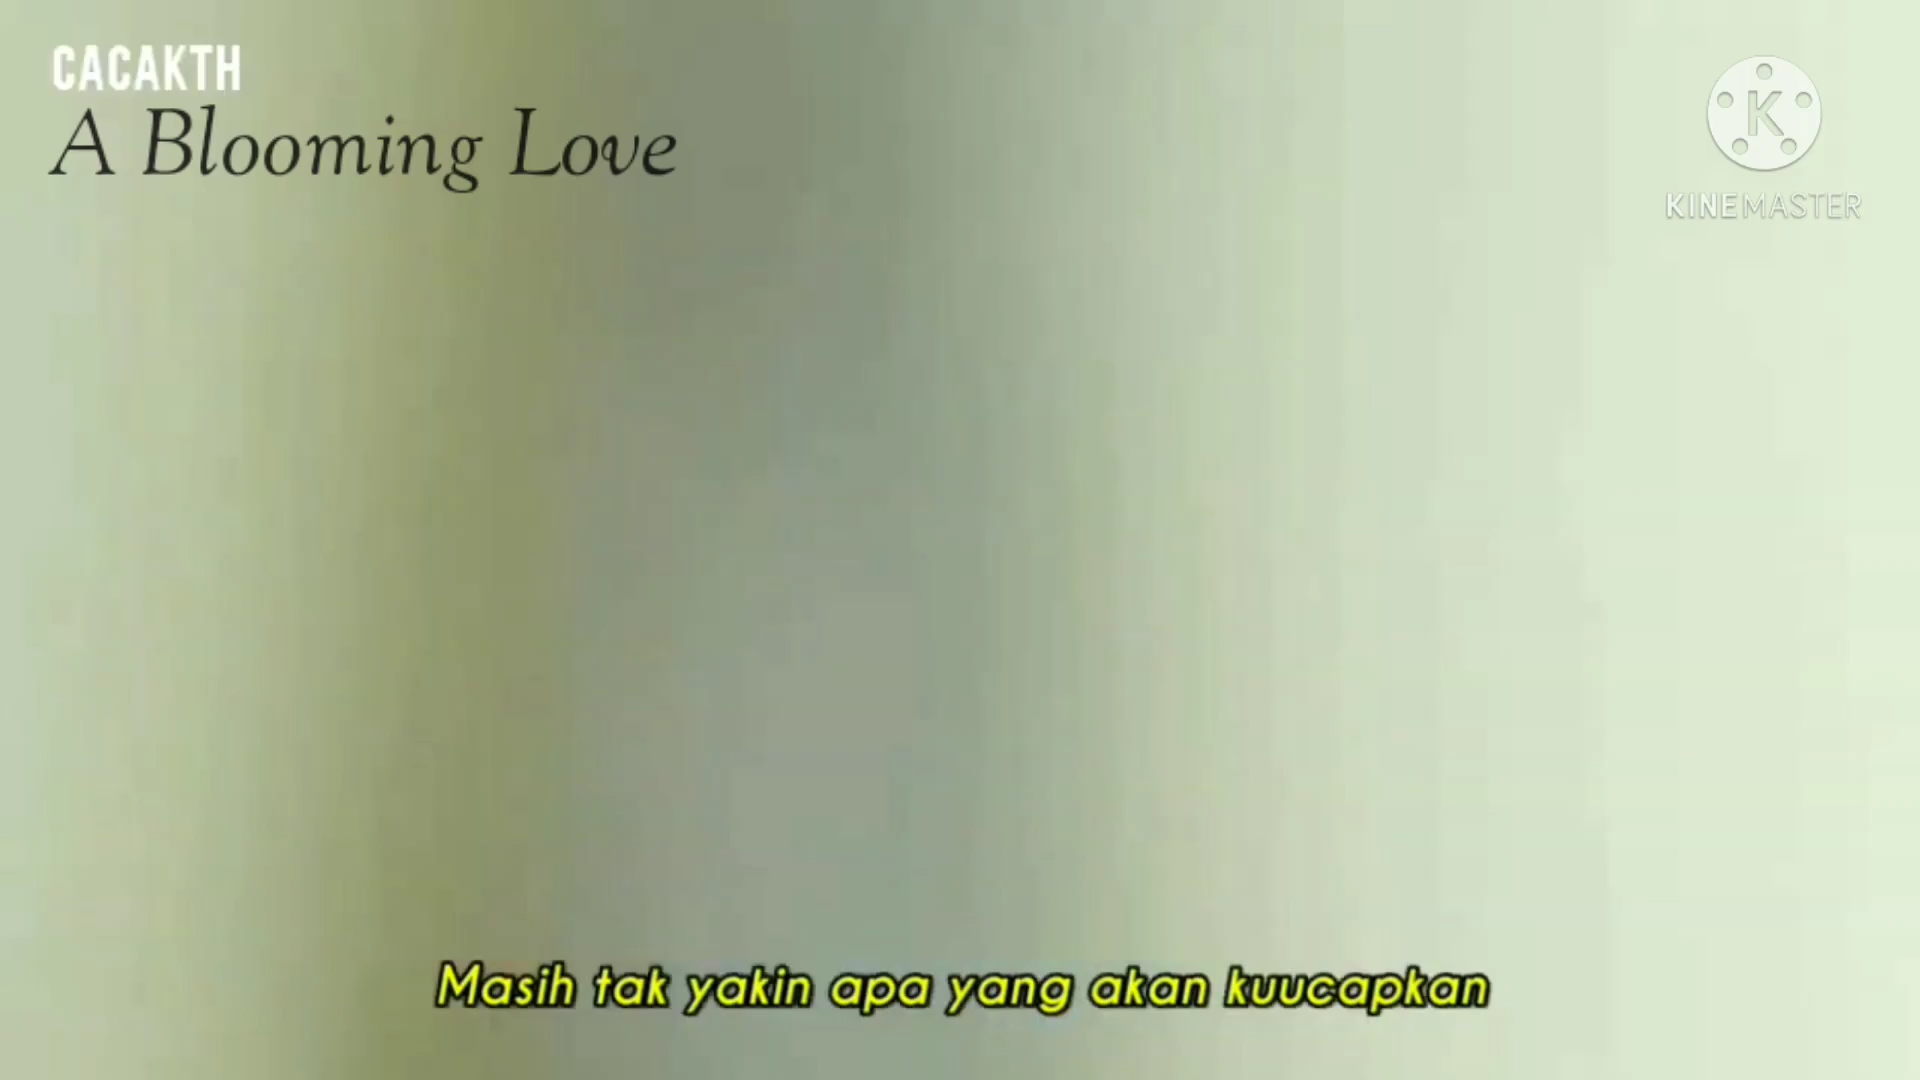 CACAKTH
A Blooming Love
K
KINEMASTER
Masih tak yakin apa yang akan kuucapkan